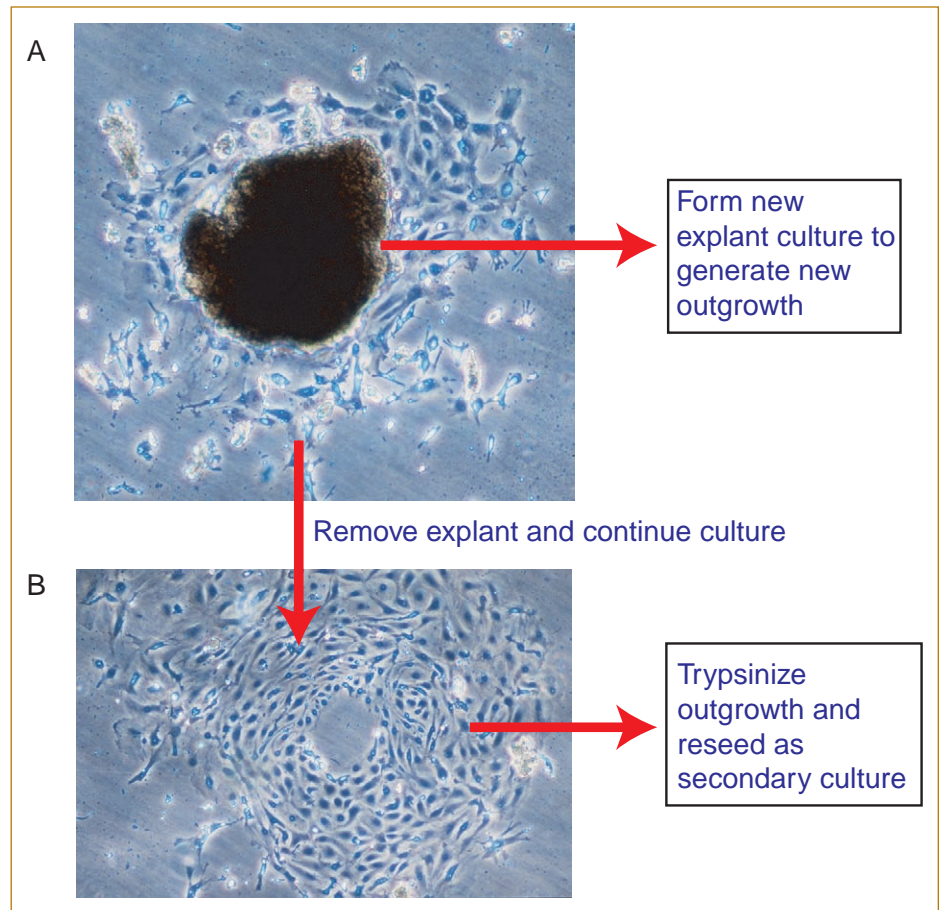 A
Form new
explant culture to
generate new
outgrowth
Remove explant and continue culture
B
Trypsinize
outgrowth and
reseed as
secondary culture